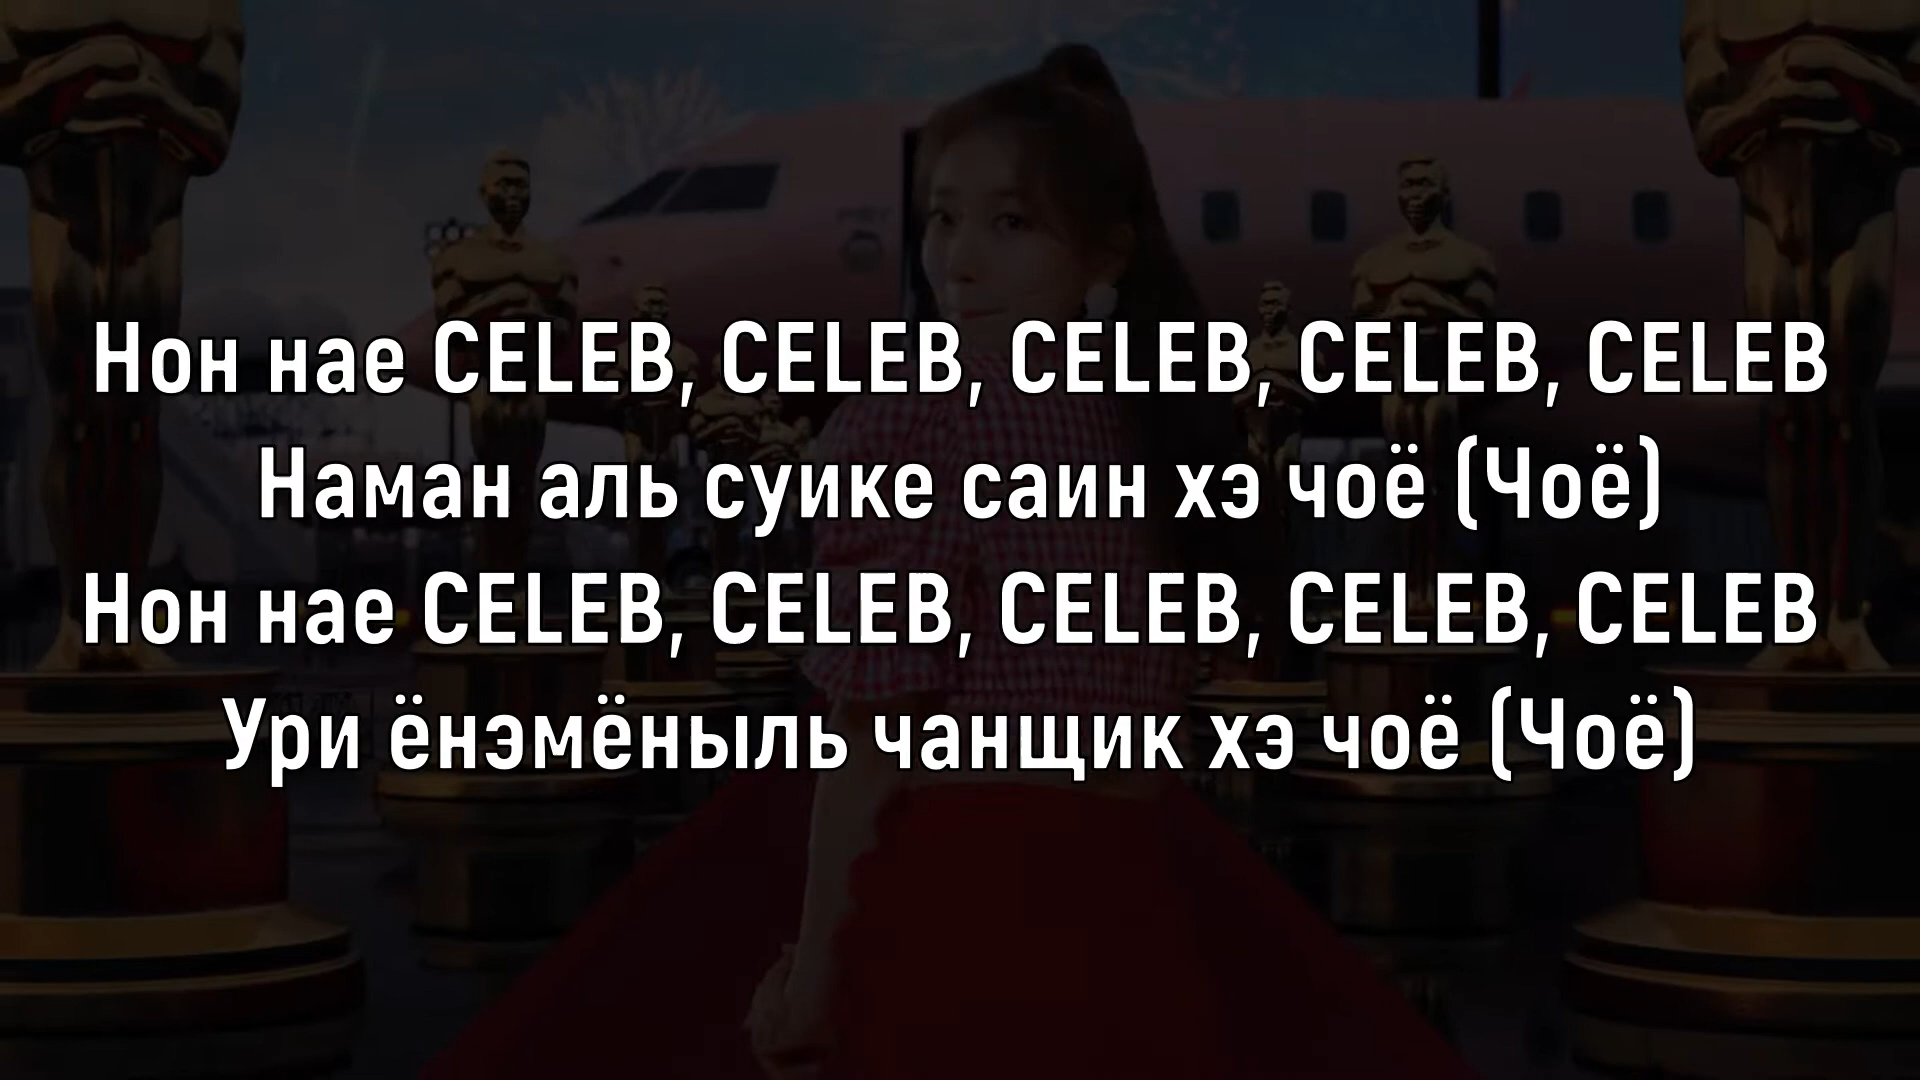 Нон нае CELEB, CELEB, CELEB, CELEB, CELEB
Наман аль суике саин хэ чоё (Чоё)
Нон нае CELEB, CELEB, CELEB, CELEB, CELEB
Ури ёнэмёныль чанщик хэ чоё (Чоё)